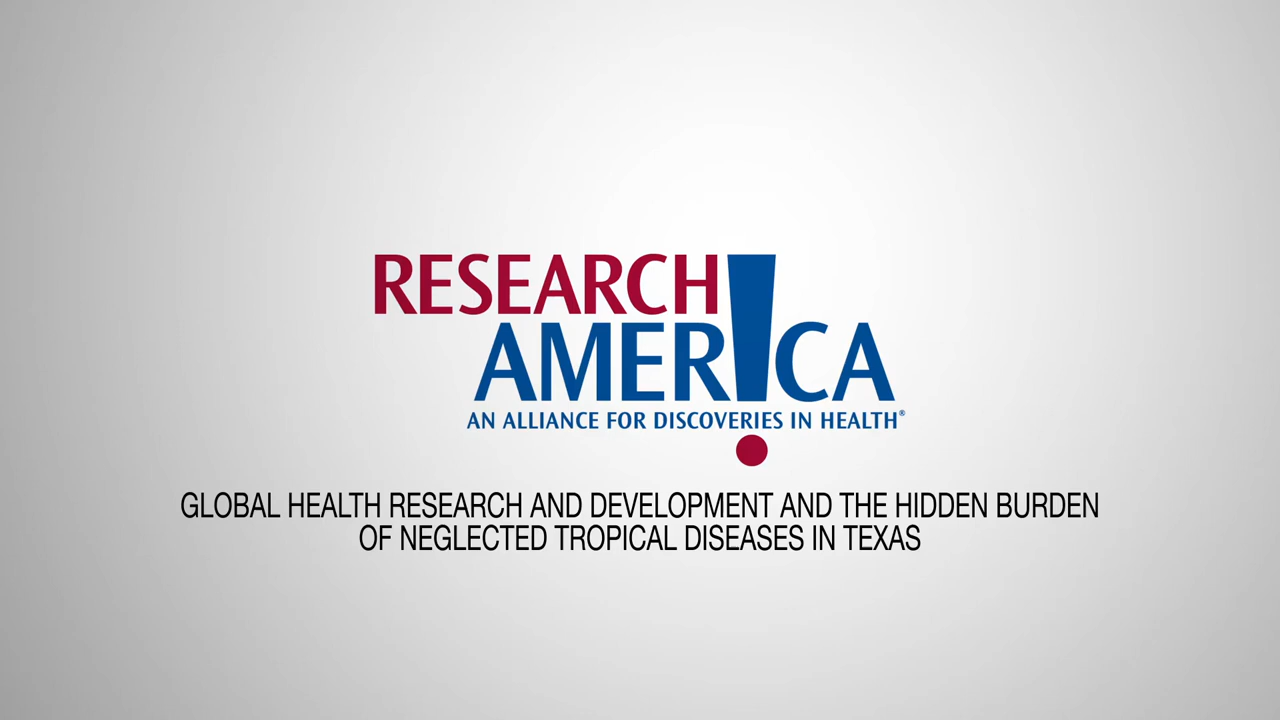 RESEARCH
AMER!CA
AN ALLIANCE FOR DISCOVERIES IN HEALTH®
GLOBAL HEALTH RESEARCH AND DEVELOPMENT AND THE HIDDEN BURDEN
OF NEGLECTED TROPICAL DISEASES IN TEXAS